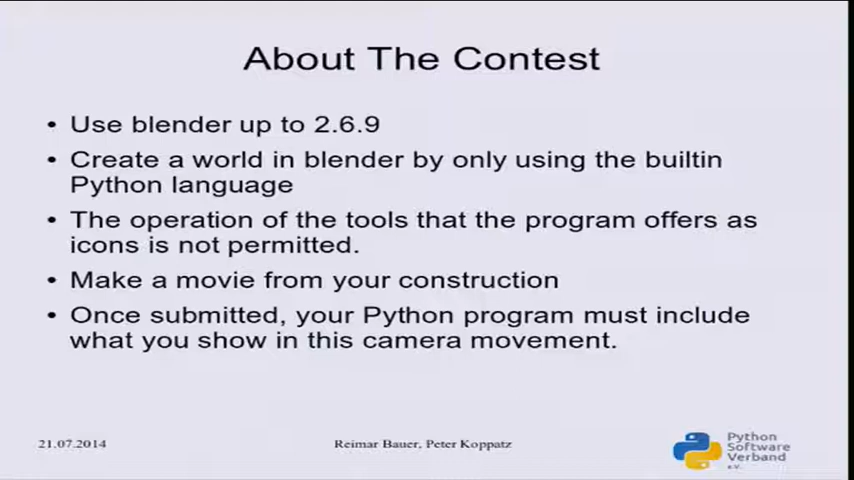 About The Contest
• Use blender up to 2.6.9
• Create a world in blender by only using the builtin
Python language
• The operation of the tools that the program offers as
icons is not permitted.
• Make a movie from your construction
• Once submitted, your Python program must include
what you show in this camera movement.
21.07.2014
Reimar Bauer, Peter Koppatz
Python
Software
Verband
e.V.